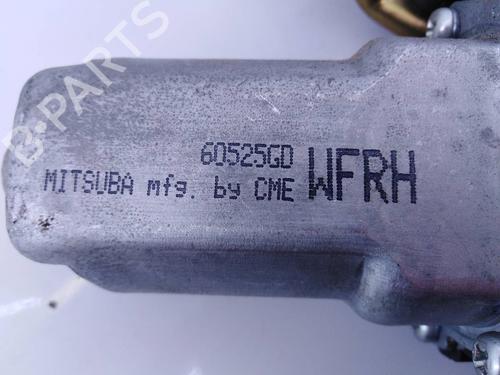 B-PARTS
60525GD
MITSUBA mfg. by CME WFRH